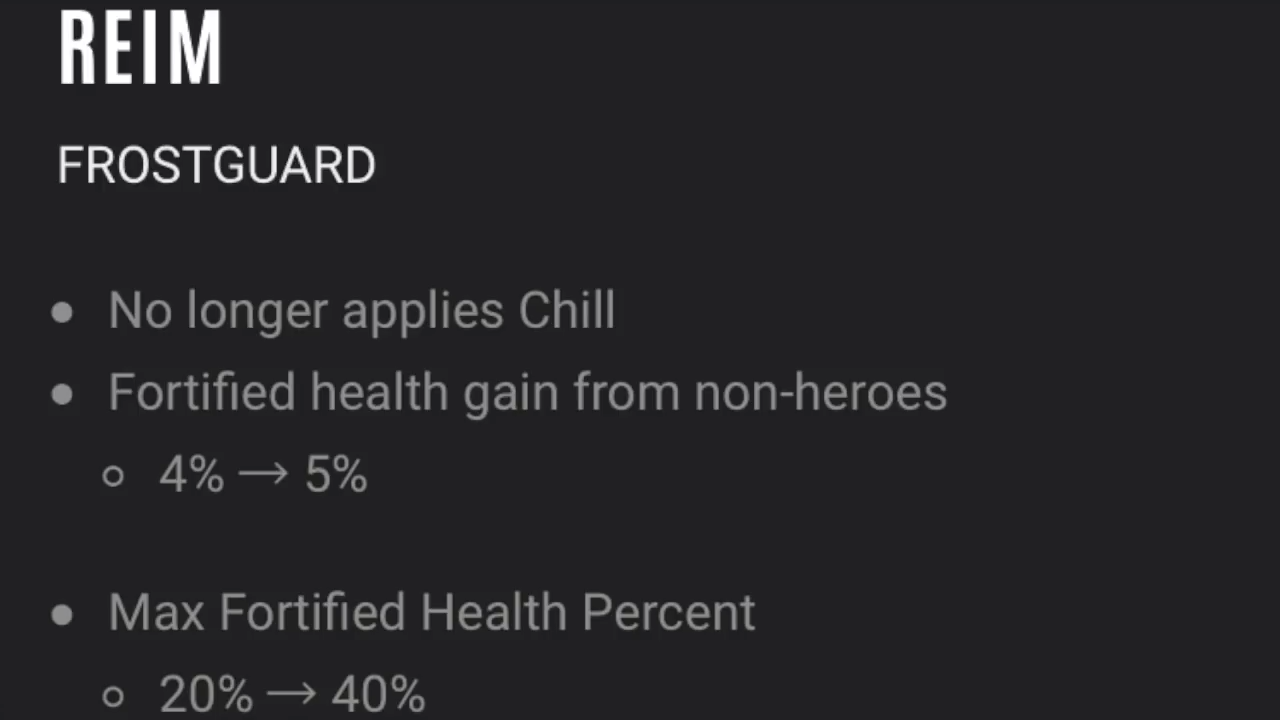 REIM
FROSTGUARD
● No longer applies Chill
● Fortified health gain from non-heroes
○ 4% → 5%
● Max Fortified Health Percent
○ 20% → 40%